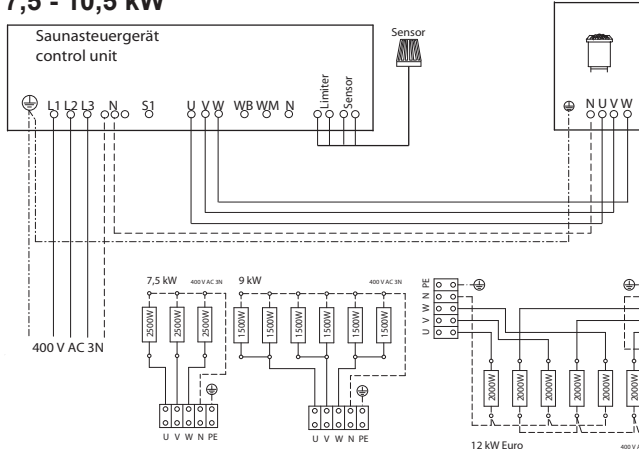 7,5 - 10,5 kW
Saunasteuergerät
control unit
Sensor
L1 L2 L3 N S1 U V W WB WM N
Limiter
Sensor
N U V W
400 V AC 3N
7,5 kW 400 V AC 3N
2500W 2500W 2500W
U V W N PE
9 kW 400 V AC 3N
1500W 1500W 1500W 1500W 1500W 1500W
U V W N PE
U V W N PE
2000W 2000W 2000W 2000W 2000W 2000W
12 kW Euro
400 V A